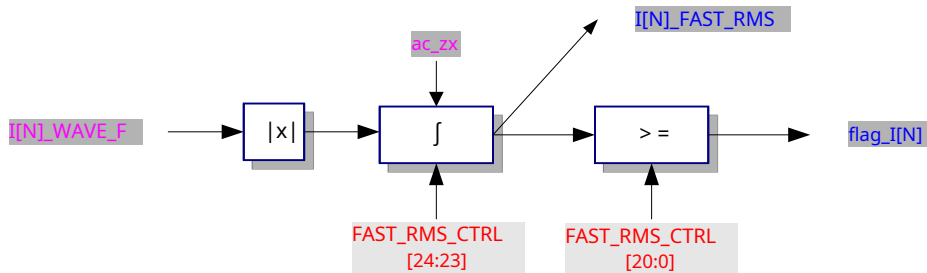 I[N]_FAST_RMS
ac_zx
I[N]_WAVE_F
|x|
∫
> =
flag_I[N]
FAST_RMS_CTRL
[24:23]
FAST_RMS_CTRL
[20:0]